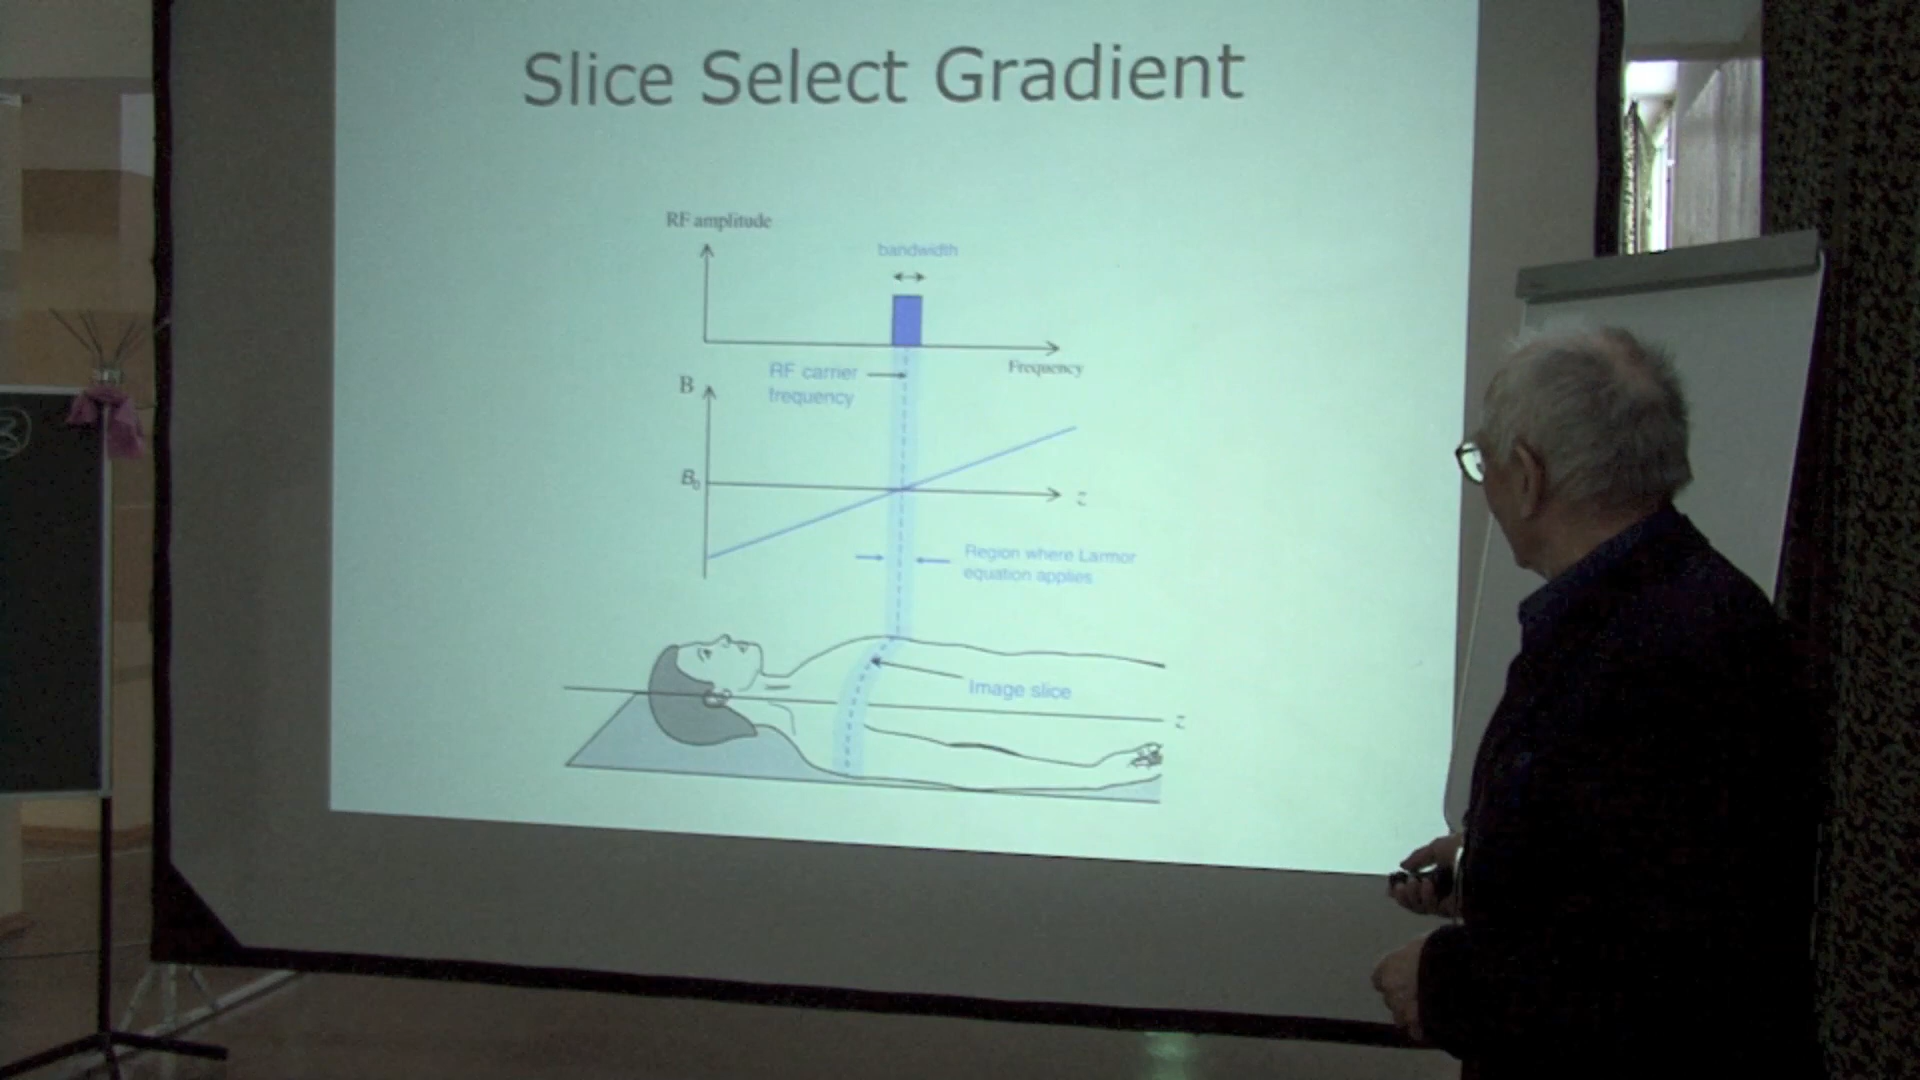 Slice Select Gradient
RF amplitude
bandwidth
RF carrier
frequency
Frequency
B
B₀
z
Region where Larmor
equation applies
Image slice
z